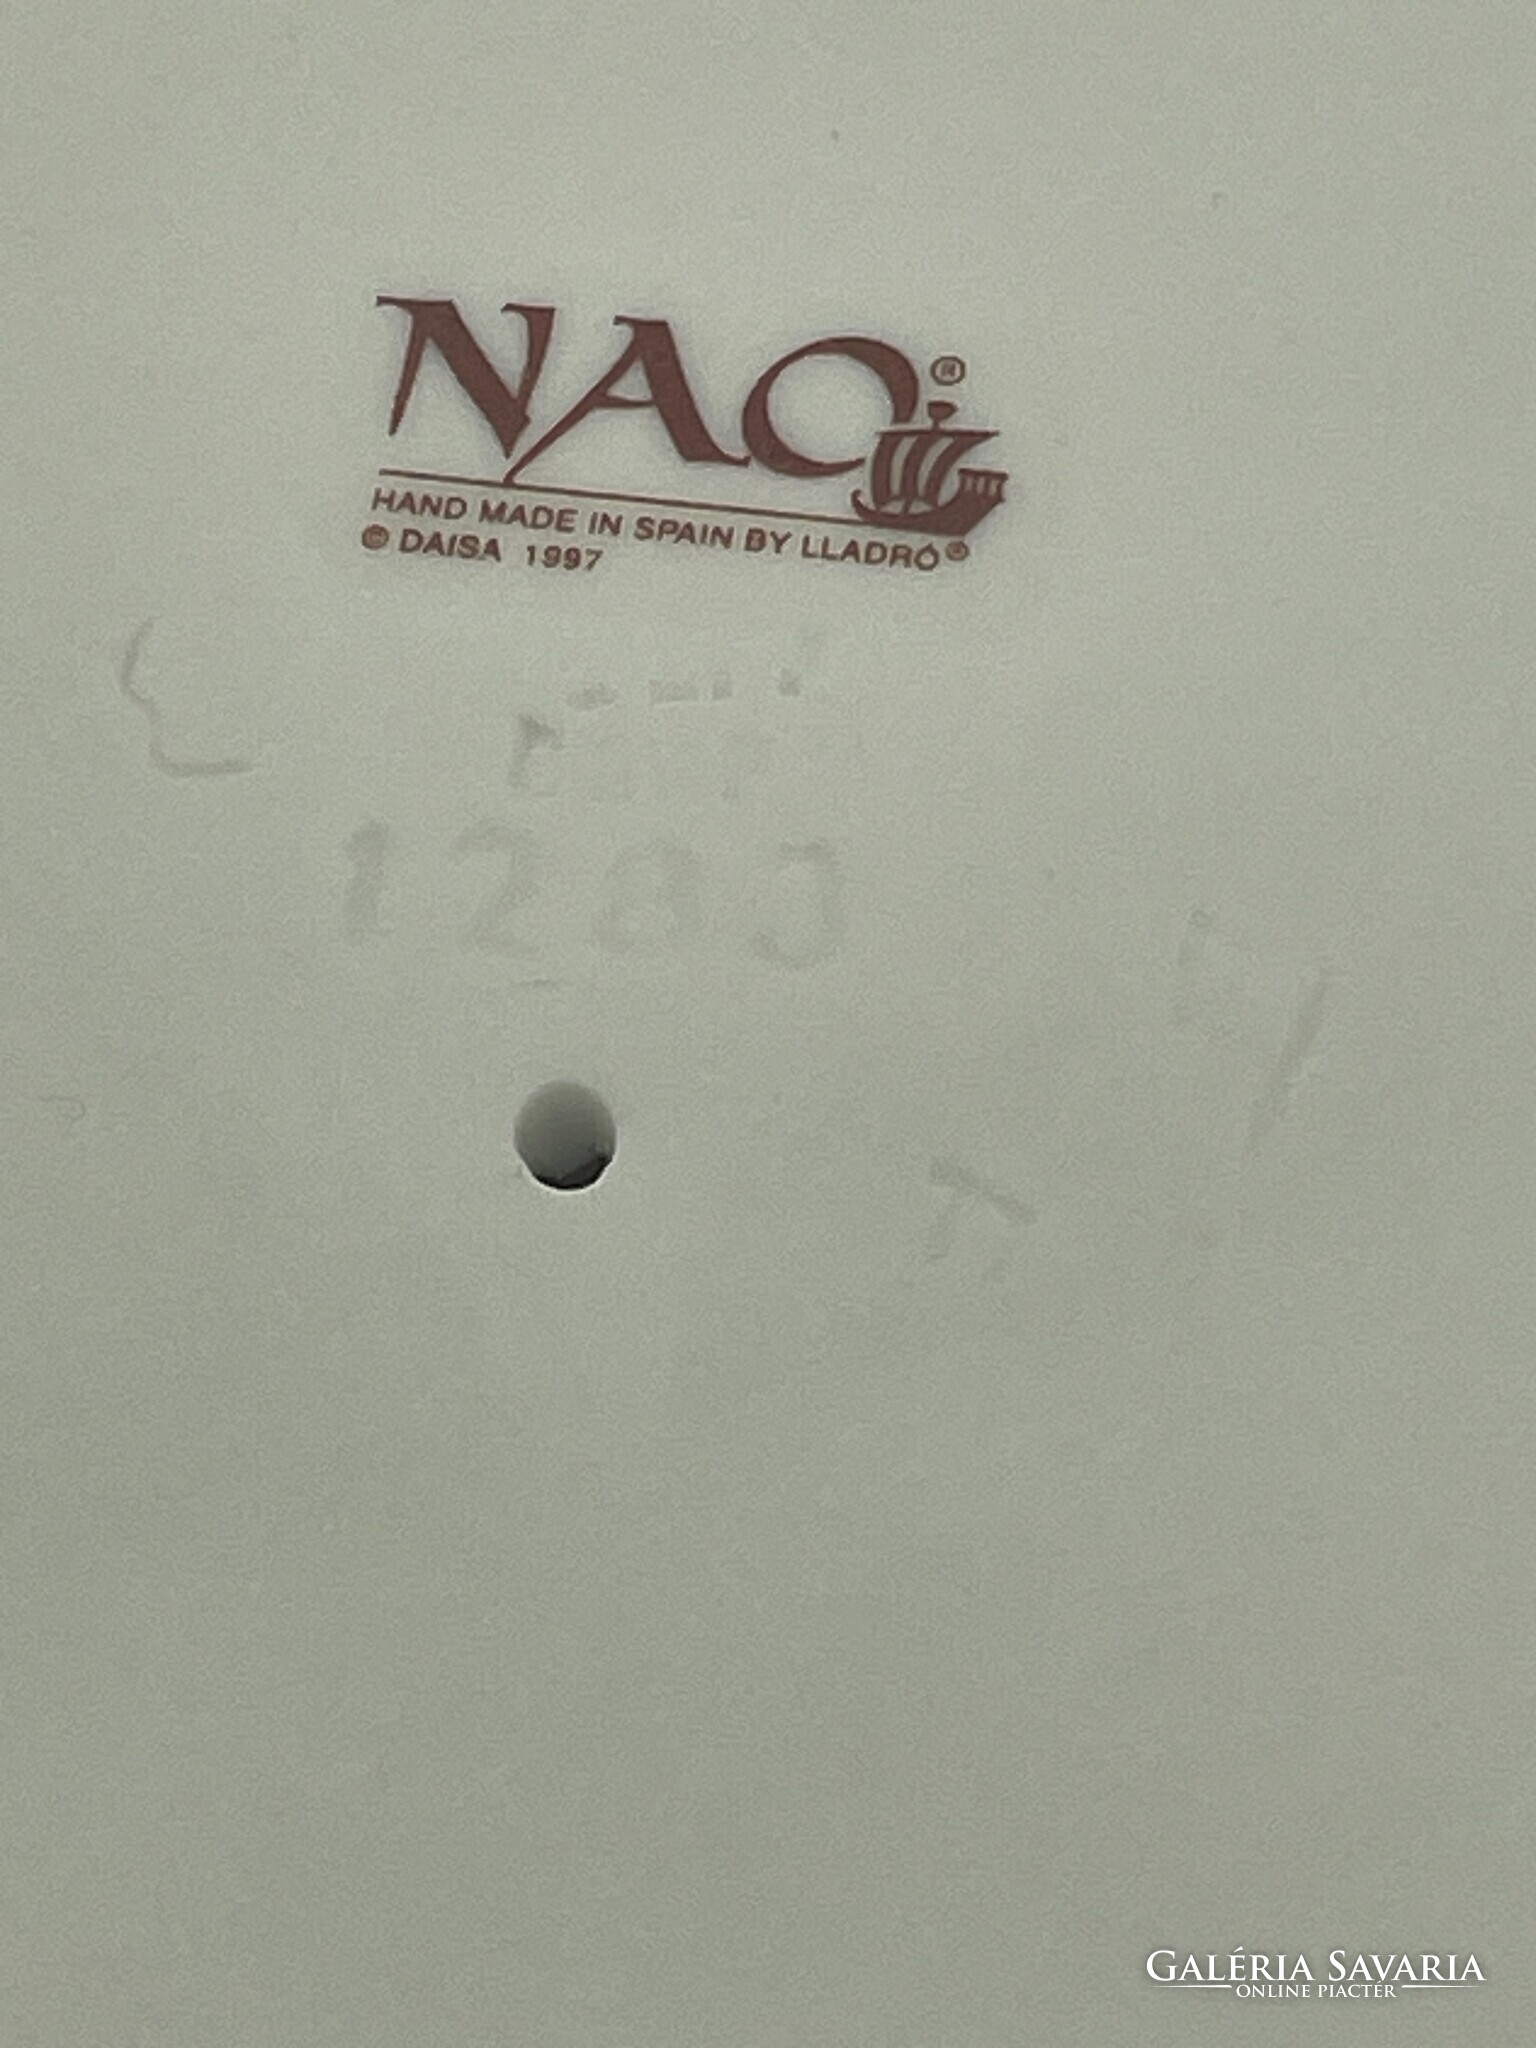 NAO®
HAND MADE IN SPAIN BY LLADRÓ®
© DAISA 1997
GALÉRIA SAVARIA
ONLINE PIACTÉR